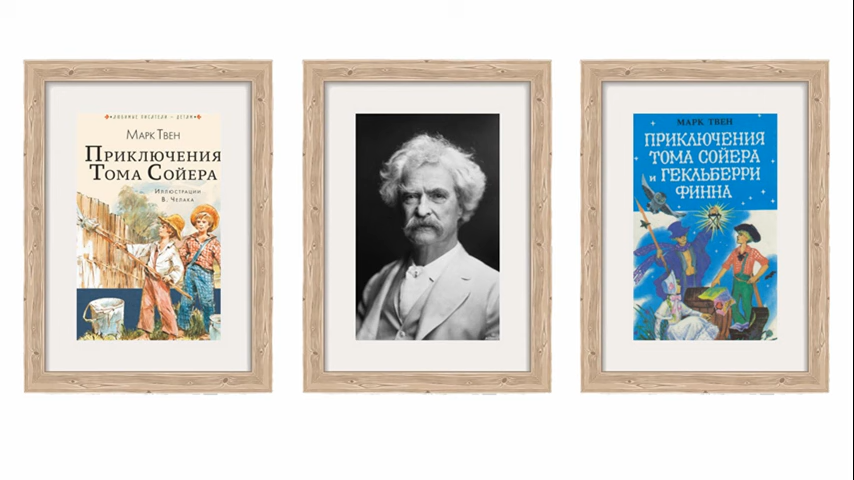 ЛЮБИМЫЕ ПИСАТЕЛИ – ДЕТЯМ
МАРК ТВЕН
ПРИКЛЮЧЕНИЯ
ТОМА СОЙЕРА
ИЛЛЮСТРАЦИИ
В. ЧЕЛАКА
МАРК ТВЕН
ПРИКЛЮЧЕНИЯ
ТОМА СОЙЕРА
И ГЕКЛЬБЕРРИ
ФИННА